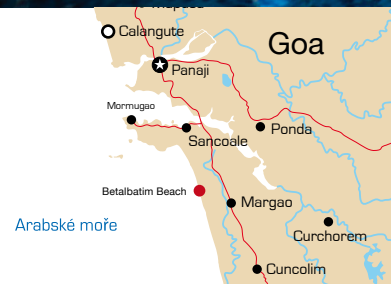 Calangute
Goa
Panaji
Mormugao
Ponda
Sancoale
Betalbatim Beach
Margao
Arabské moře
Curchorem
Cuncolim